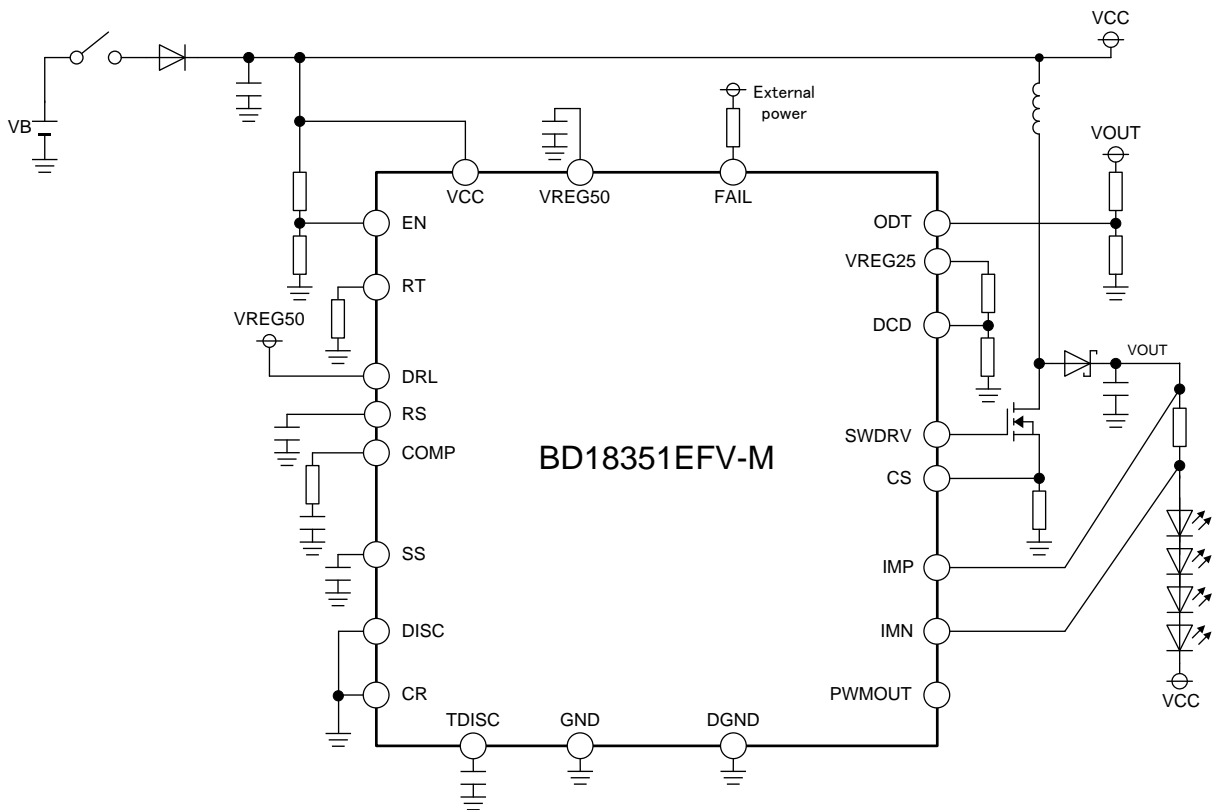 VCC
VB
External
power
VOUT
VCC
VREG50
FAIL
EN
ODT
VREG25
RT
VREG50
DCD
DRL
VOUT
RS
SWDRV
COMP
BD18351EFV-M
CS
SS
IMP
DISC
IMN
CR
PWMOUT
VCC
TDISC
GND
DGND